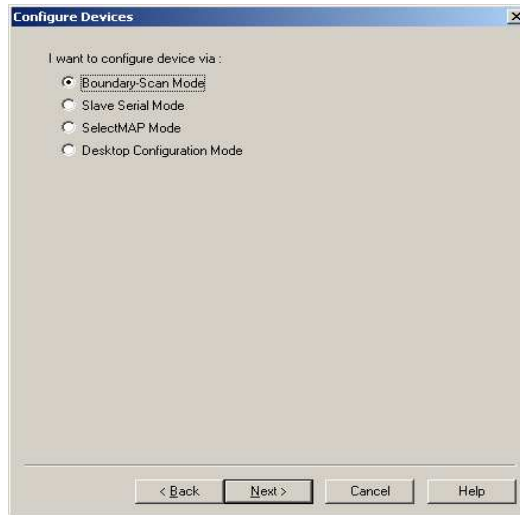 Configure Devices
I want to configure device via :
Boundary-Scan Mode
Slave Serial Mode
SelectMAP Mode
Desktop Configuration Mode
< Back Next > Cancel Help